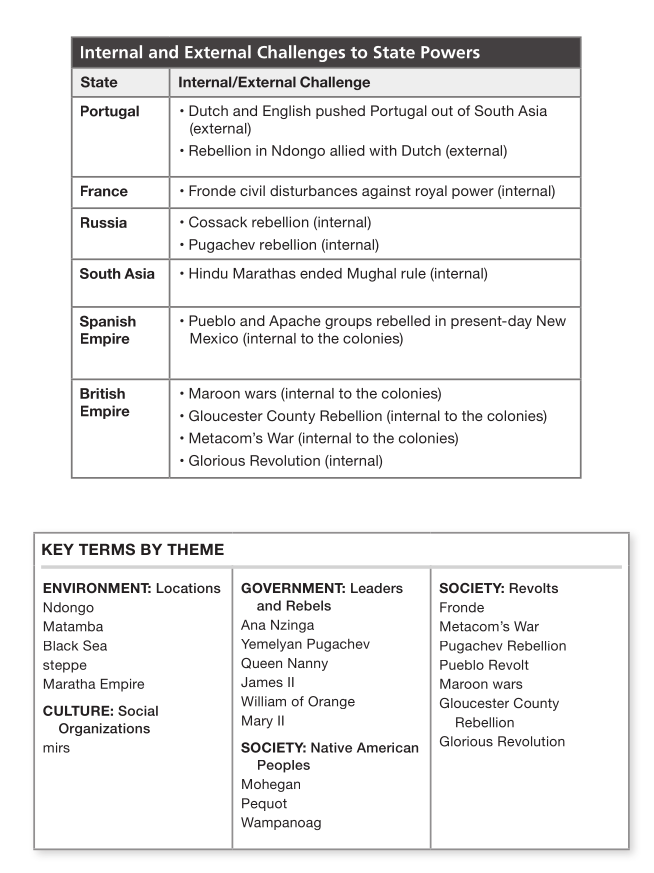 Internal and External Challenges to State Powers
State
Internal/External Challenge
Portugal
• Dutch and English pushed Portugal out of South Asia
(external)
• Rebellion in Ndongo allied with Dutch (external)
France
• Fronde civil disturbances against royal power (internal)
Russia
• Cossack rebellion (internal)
• Pugachev rebellion (internal)
South Asia
• Hindu Marathas ended Mughal rule (internal)
Spanish
Empire
• Pueblo and Apache groups rebelled in present-day New
Mexico (internal to the colonies)
British
Empire
• Maroon wars (internal to the colonies)
• Gloucester County Rebellion (internal to the colonies)
• Metacom’s War (internal to the colonies)
• Glorious Revolution (internal)
KEY TERMS BY THEME
ENVIRONMENT: Locations
Ndongo
Matamba
Black Sea
steppe
Maratha Empire
CULTURE: Social
Organizations
mirs
GOVERNMENT: Leaders
and Rebels
Ana Nzinga
Yemelyan Pugachev
Queen Nanny
James II
William of Orange
Mary II
SOCIETY: Native American
Peoples
Mohegan
Pequot
Wampanoag
SOCIETY: Revolts
Fronde
Metacom’s War
Pugachev Rebellion
Pueblo Revolt
Maroon wars
Gloucester County
Rebellion
Glorious Revolution